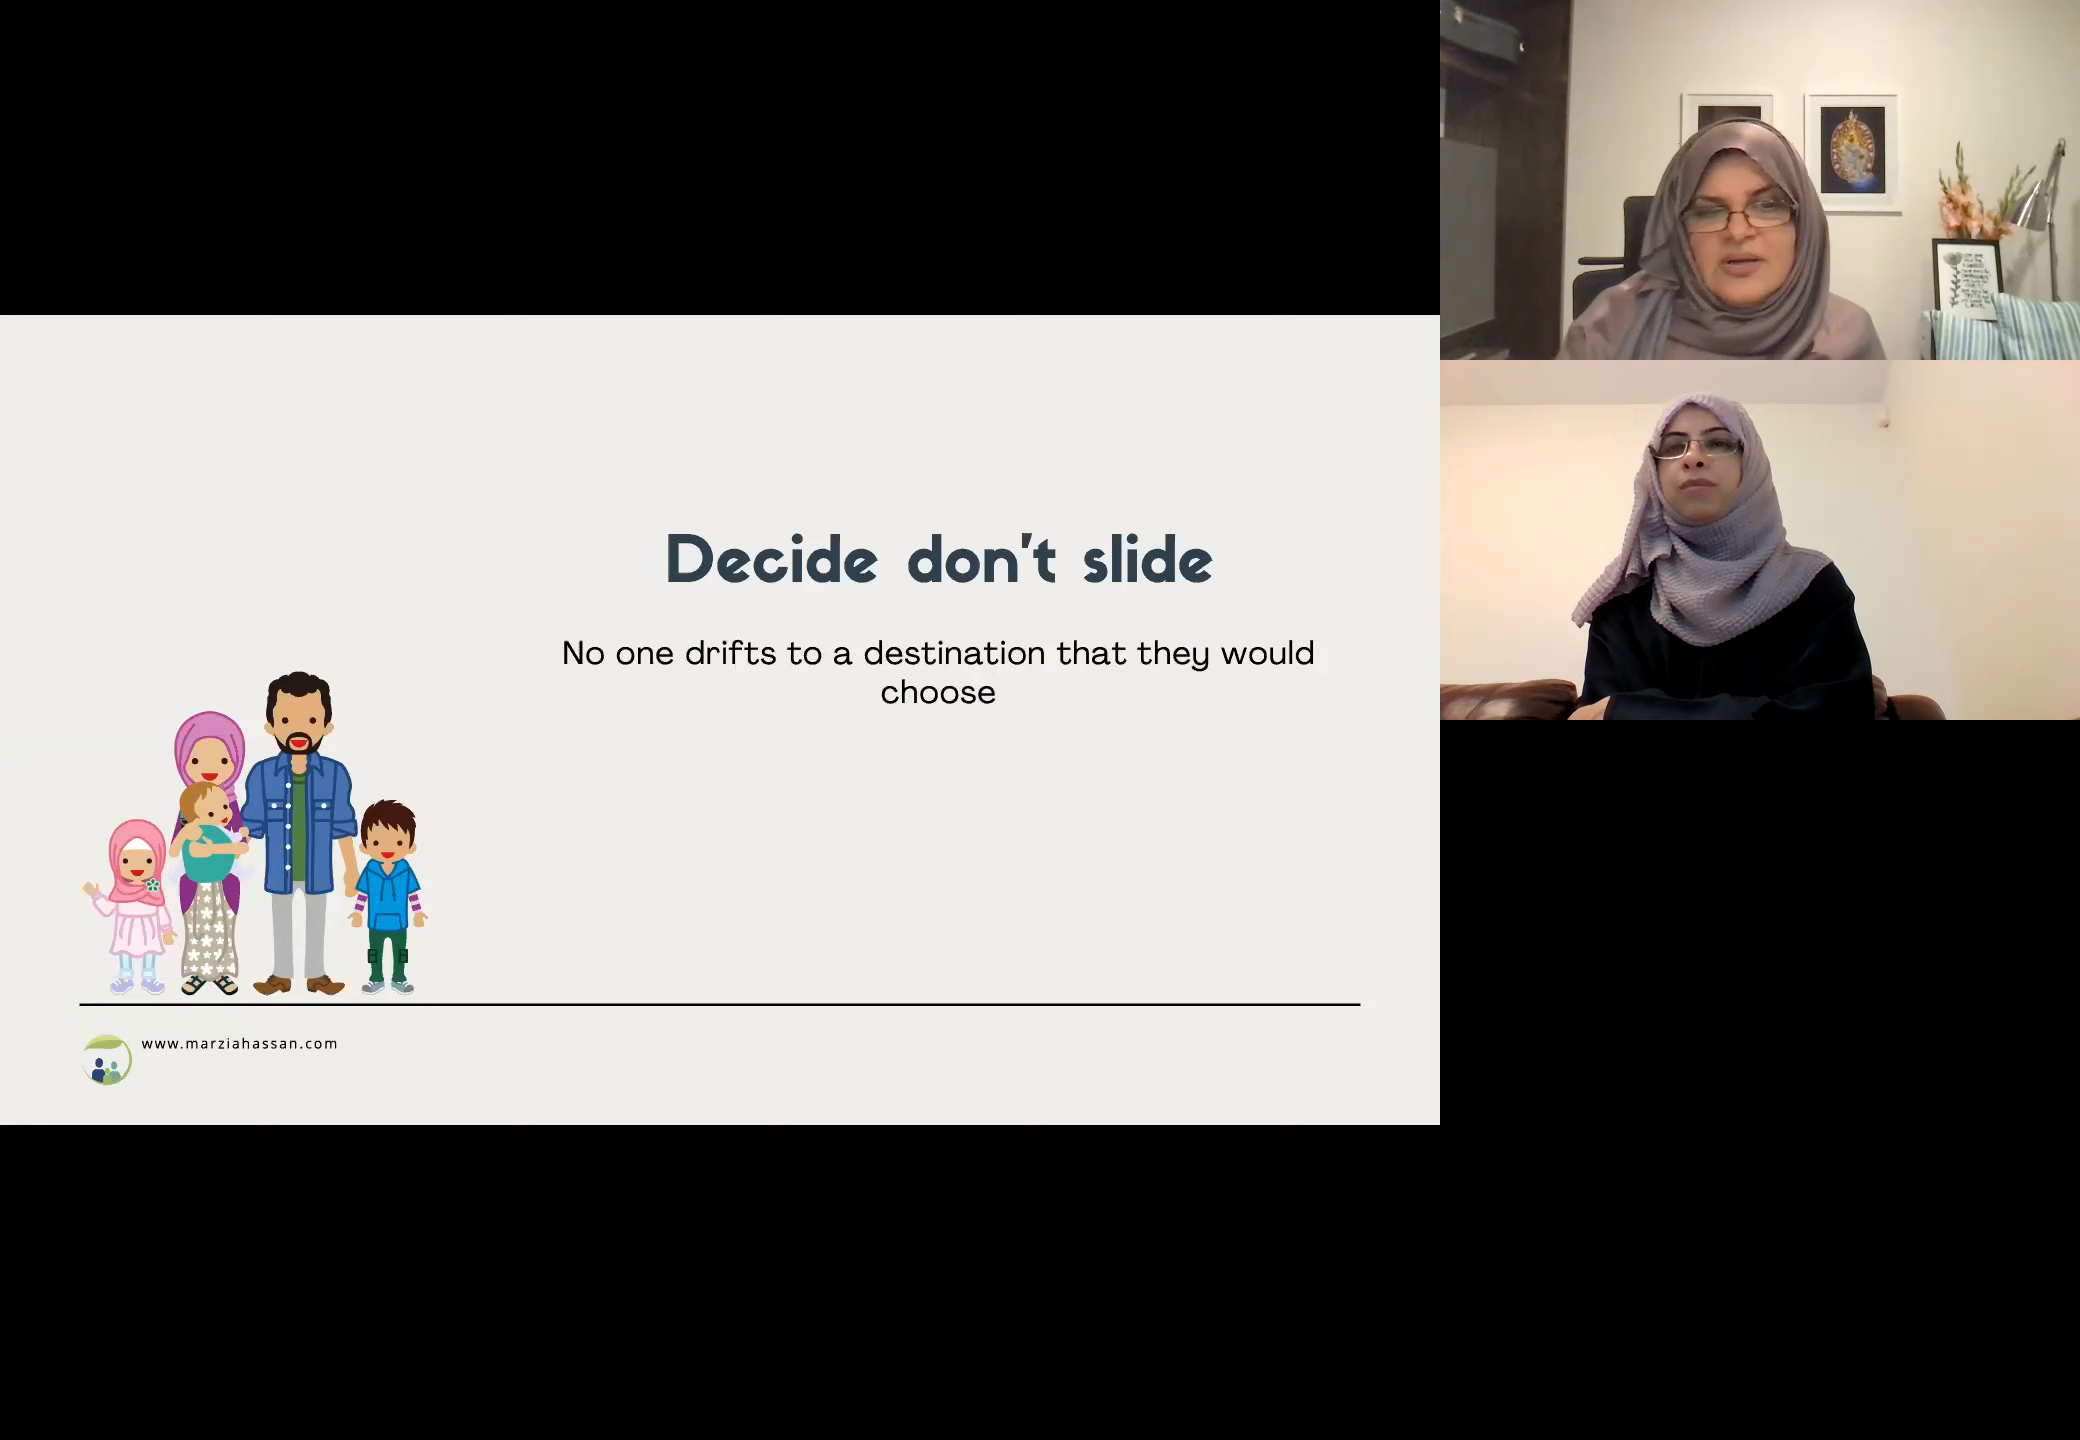 Decide don't slide
No one drifts to a destination that they would
choose
www.marziahassan.com